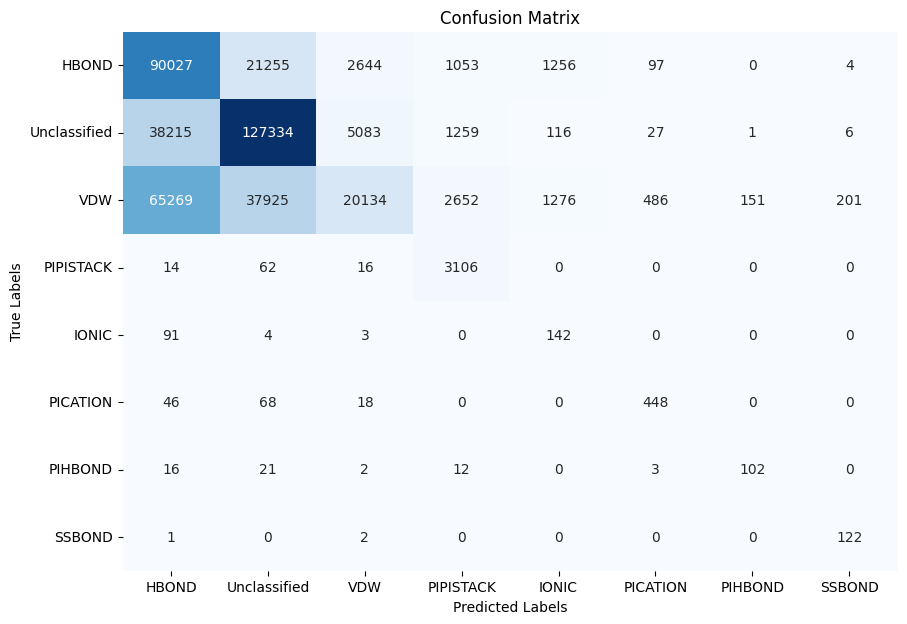 Confusion Matrix
HBOND 90027 21255 2644 1053 1256 97 0 4
Unclassified 38215 127334 5083 1259 116 27 1 6
VDW 65269 37925 20134 2652 1276 486 151 201
PIPISTACK 14 62 16 3106 0 0 0 0
IONIC 91 4 3 0 142 0 0 0
PICATION 46 68 18 0 0 448 0 0
PIHBOND 16 21 2 12 0 3 102 0
SSBOND 1 0 2 0 0 0 0 122
True Labels
HBOND Unclassified VDW PIPISTACK IONIC PICATION PIHBOND SSBOND
Predicted Labels